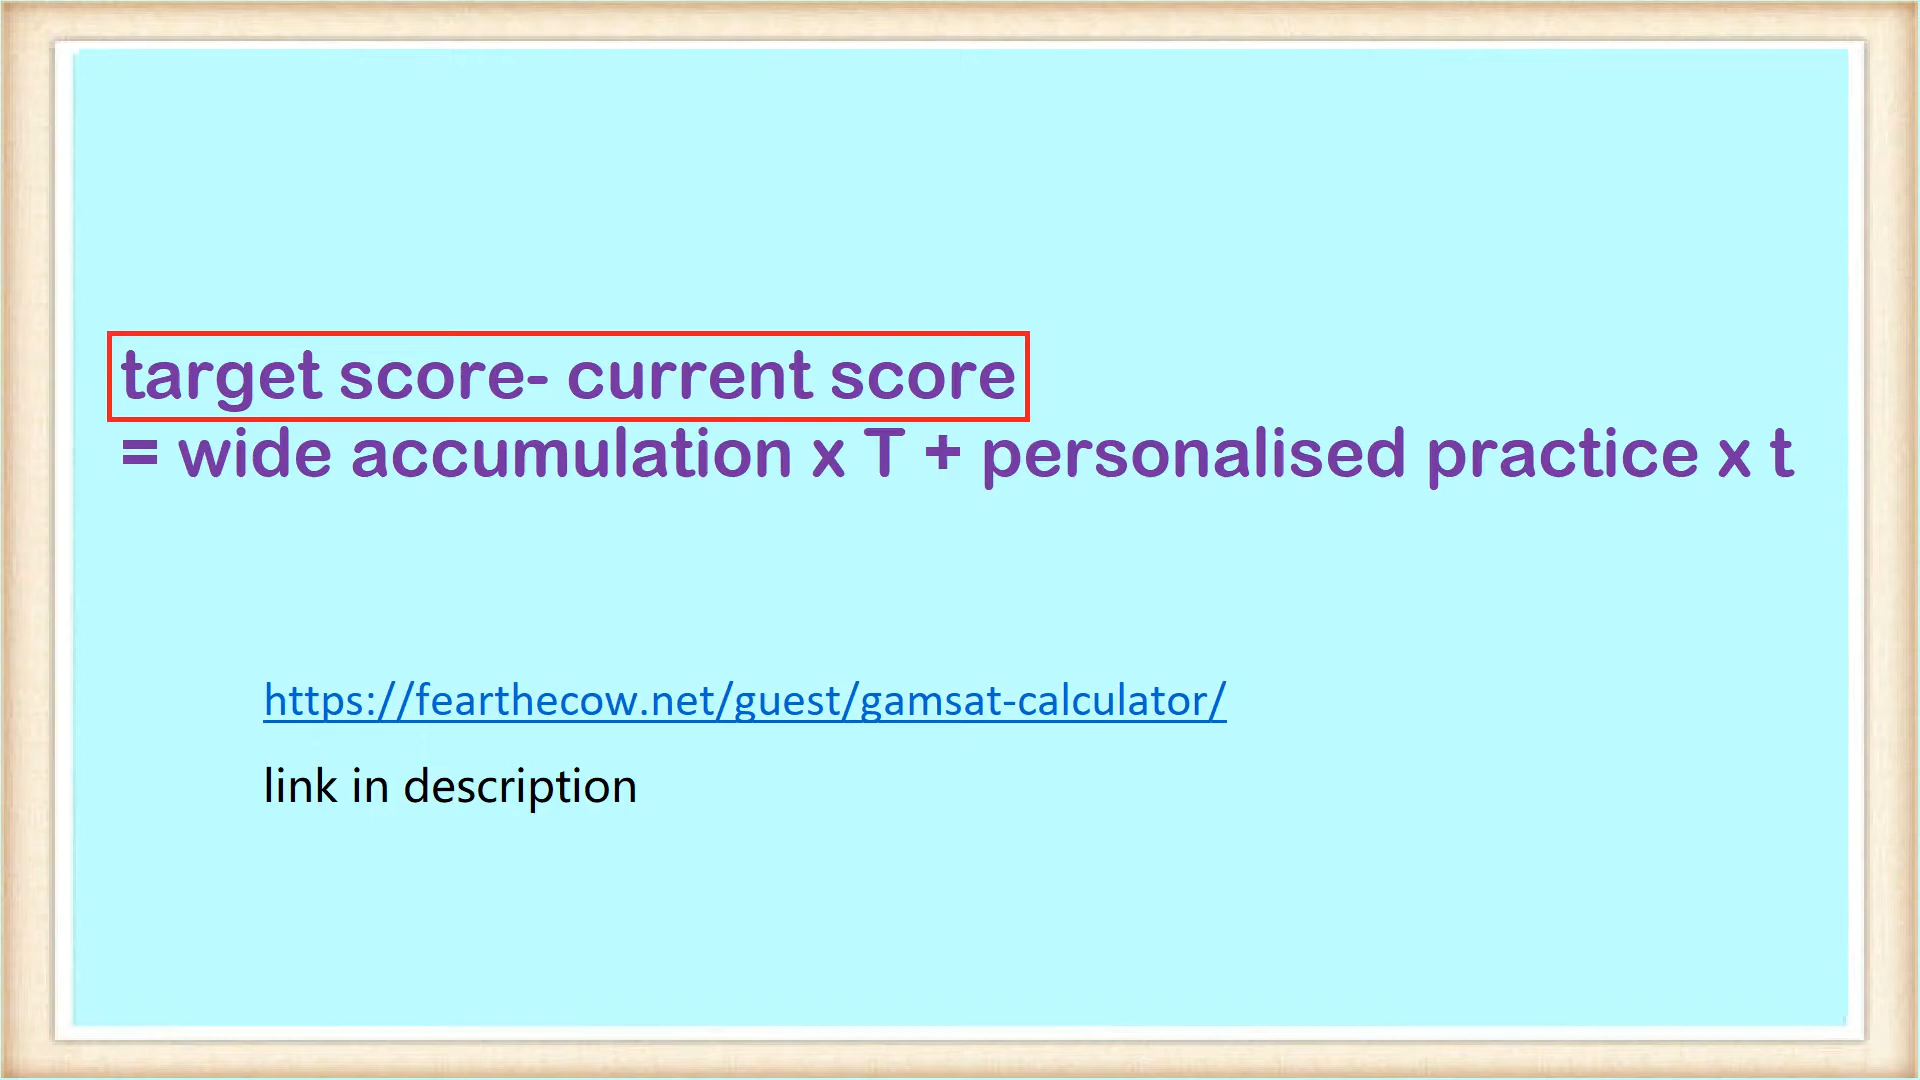 target score- current score
= wide accumulation x T + personalised practice x t
https://fearthecow.net/guest/gamsat-calculator/
link in description